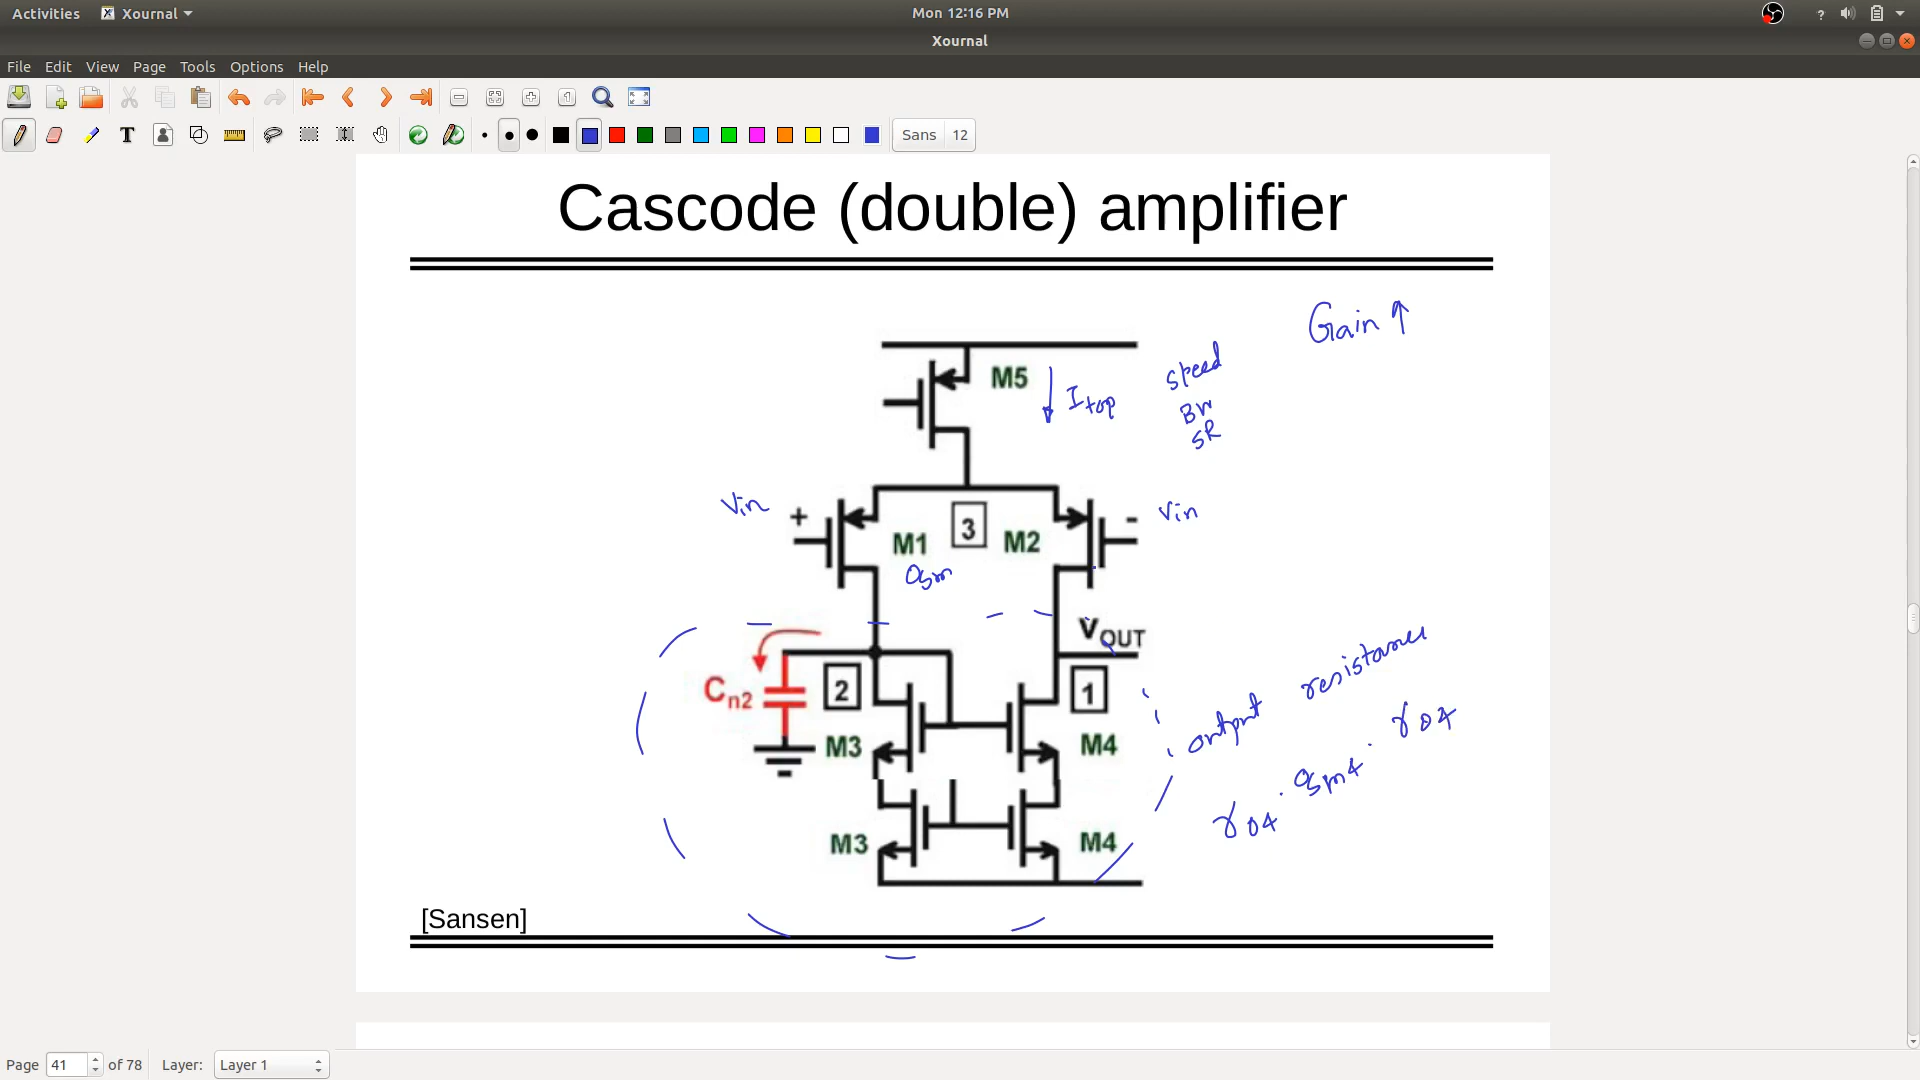 Activities Xournal Mon 12:16 PM ?
Xournal
File Edit View Page Tools Options Help
T Sans 12
Cascode (double) amplifier
Gain ↑
M5
Itop
speed
BW
SR
Vin + - Vin
M1 3 M2
gm
VOUT
Cn2 2 1
M3 M4
output resistance
M3 M4
ro4 · gm4 · ro4
[Sansen]
Page 41 of 78 Layer: Layer 1